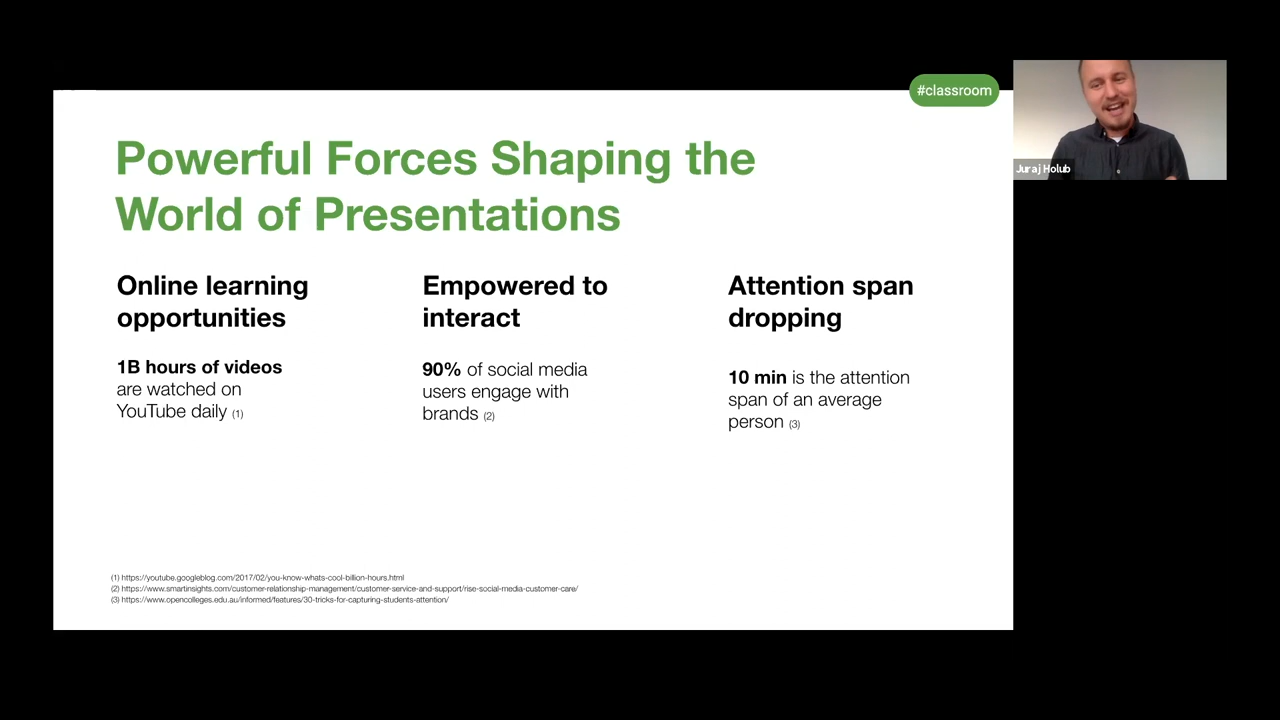 #classroom
Powerful Forces Shaping the
World of Presentations
Online learning
opportunities
1B hours of videos
are watched on
YouTube daily (1)
Empowered to
interact
90% of social media
users engage with
brands (2)
Attention span
dropping
10 min is the attention
span of an average
person (3)
(1) https://youtube.googleblog.com/2017/02/you-know-whats-cool-billion-hours.html
(2) https://www.smartinsights.com/customer-relationship-management/customer-service-and-support/rise-social-media-customer-care/
(3) https://www.opencolleges.edu.au/informed/features/30-tricks-for-capturing-students-attention/
Juraj Holub